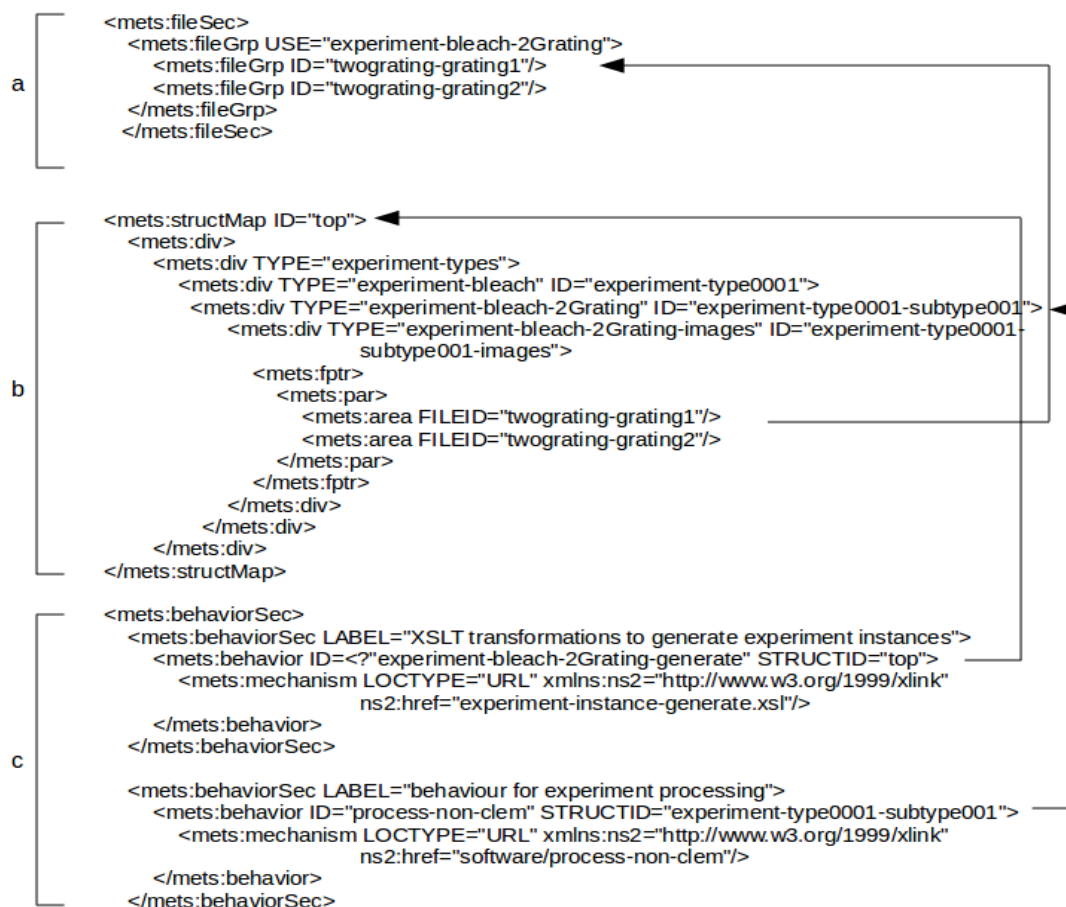 <mets:fileSec>
<mets:fileGrp USE="experiment-bleach-2Grating">
<mets:fileGrp ID="twograting-grating1"/>
a
<mets:fileGrp ID="twograting-grating2"/>
</mets:fileGrp>
</mets:fileSec>
<mets:structMap ID="top">
<mets:div>
<mets:div TYPE="experiment-types">
<mets:div TYPE="experiment-bleach" ID="experiment-type0001">
<mets:div TYPE="experiment-bleach-2Grating" ID="experiment-type0001-subtype001">
<mets:div TYPE="experiment-bleach-2Grating-images" ID="experiment-type0001-
subtype001-images">
<mets:fptr>
b
<mets:par>
<mets:area FILEID="twograting-grating1"/>
<mets:area FILEID="twograting-grating2"/>
</mets:par>
</mets:fptr>
</mets:div>
</mets:div>
</mets:div>
</mets:structMap>
<mets:behaviorSec>
<mets:behaviorSec LABEL="XSLT transformations to generate experiment instances">
<mets:behavior ID=<?"experiment-bleach-2Grating-generate" STRUCTID="top">
<mets:mechanism LOCTYPE="URL" xmlns:ns2="http://www.w3.org/1999/xlink"
ns2:href="experiment-instance-generate.xsl"/>
</mets:behavior>
</mets:behaviorSec>
c
<mets:behaviorSec LABEL="behaviour for experiment processing">
<mets:behavior ID="process-non-clem" STRUCTID="experiment-type0001-subtype001">
<mets:mechanism LOCTYPE="URL" xmlns:ns2="http://www.w3.org/1999/xlink"
ns2:href="software/process-non-clem"/>
</mets:behavior>
</mets:behaviorSec>